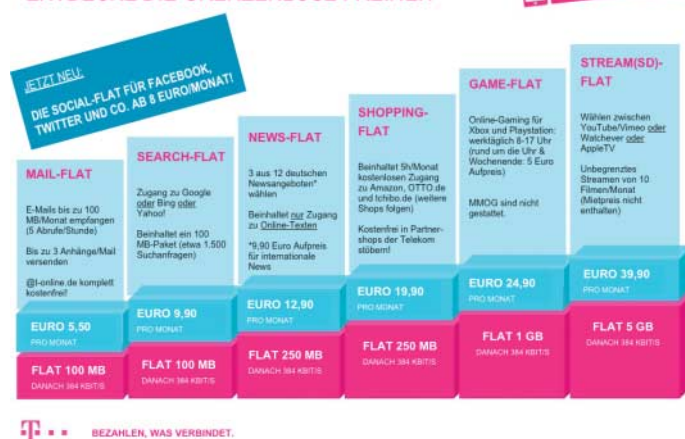 JETZT NEU:
DIE SOCIAL-FLAT FÜR FACEBOOK,
TWITTER UND CO. AB 8 EURO/MONAT!
MAIL-FLAT
E-Mails bis zu 100
MB/Monat empfangen
(5 Abrufe/Stunde)
Bis zu 3 Anhänge/Mail
versenden
@t-online.de komplett
kostenfrei!
EURO 5,50
PRO MONAT
FLAT 100 MB
DANACH 384 KBIT/S
SEARCH-FLAT
Zugang zu Google
oder Bing oder
Yahoo!
Beinhaltet ein 100
MB-Paket (etwa 1.500
Suchanfragen)
EURO 9,90
PRO MONAT
FLAT 100 MB
DANACH 384 KBIT/S
NEWS-FLAT
3 aus 12 deutschen
Newsangeboten*
wählen
Beinhaltet nur Zugang
zu Online-Texten
*9,90 Euro Aufpreis
für internationale
News
EURO 12,90
PRO MONAT
FLAT 250 MB
DANACH 384 KBIT/S
SHOPPING-
FLAT
Beinhaltet 5h/Monat
kostenlosen Zugang
zu Amazon, OTTO.de
und tchibo.de (weitere
Shops folgen)
Kostenfrei in Partner-
shops der Telekom
stöbern!
EURO 19,90
PRO MONAT
FLAT 250 MB
DANACH 384 KBIT/S
GAME-FLAT
Online-Gaming für
Xbox und Playstation:
werktäglich 8-17 Uhr
(rund um die Uhr &
Wochenende: 5 Euro
Aufpreis)
MMOG sind nicht
gestattet.
EURO 24,90
PRO MONAT
FLAT 1 GB
DANACH 384 KBIT/S
STREAM(SD)-
FLAT
Wählen zwischen
YouTube/Vimeo oder
Watchever oder
AppleTV
Unbegrenztes
Streamen von 10
Filmen/Monat
(Mietpreis nicht
enthalten)
EURO 39,90
PRO MONAT
FLAT 5 GB
DANACH 384 KBIT/S
T
BEZAHLEN, WAS VERBINDET.